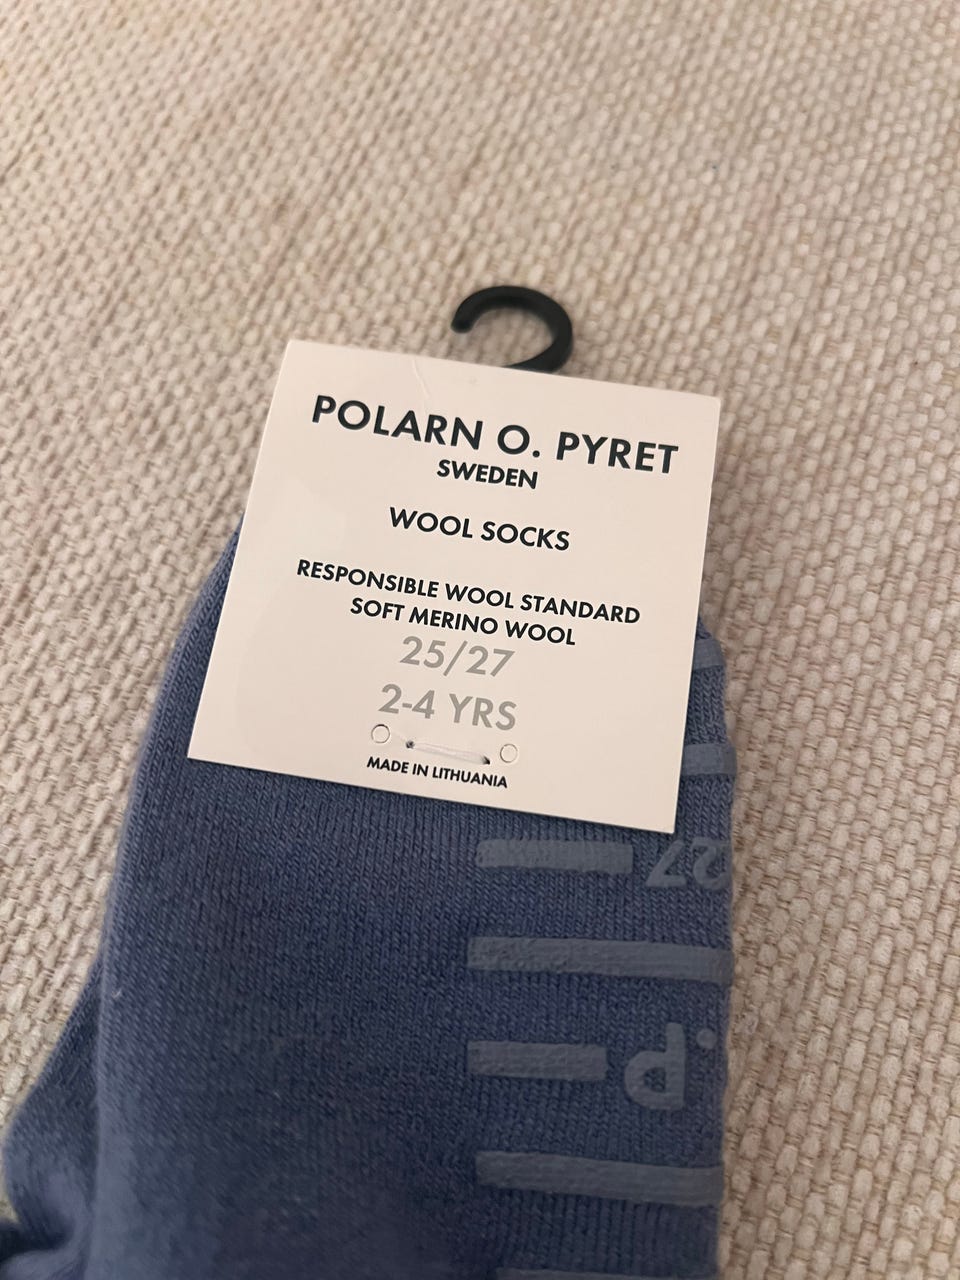 POLARN O. PYRET
SWEDEN
WOOL SOCKS
RESPONSIBLE WOOL STANDARD
SOFT MERINO WOOL
25/27
2-4 YRS
MADE IN LITHUANIA
27
.P